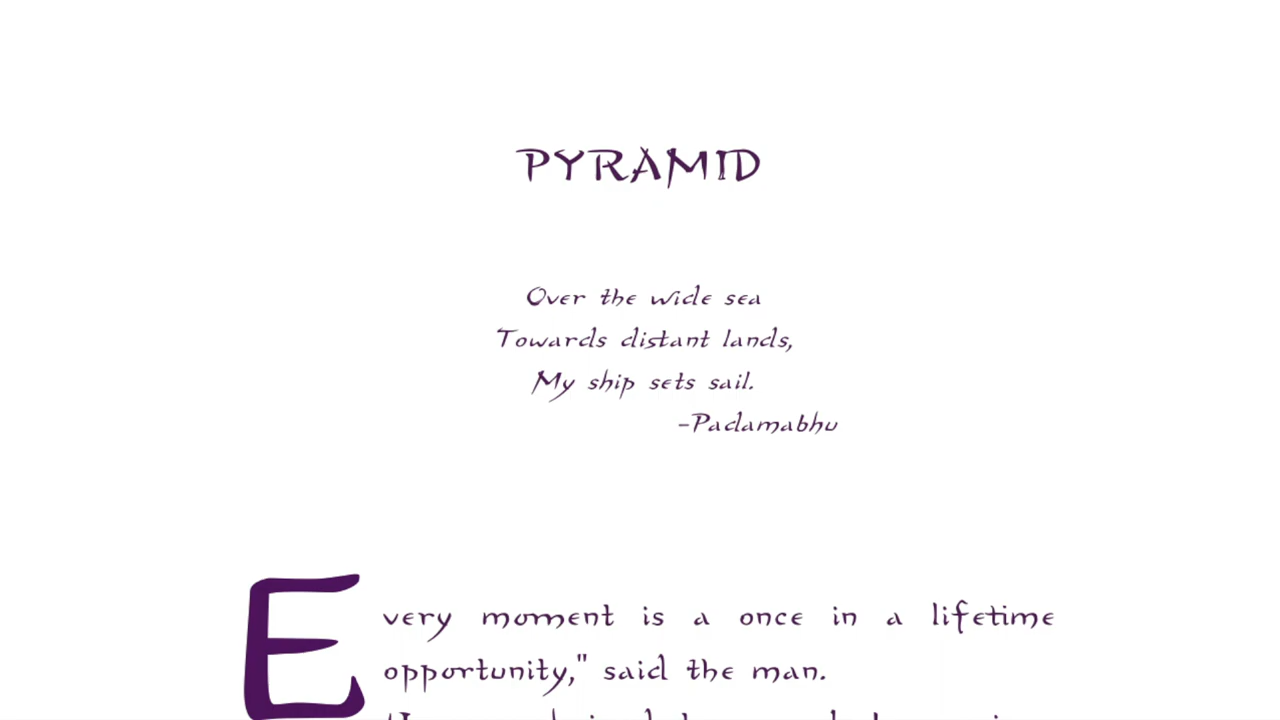 PYRAMID
Over the wide sea
Towards distant lands,
My ship sets sail.
-Padamabhu
Every moment is a once in a lifetime
opportunity," said the man.